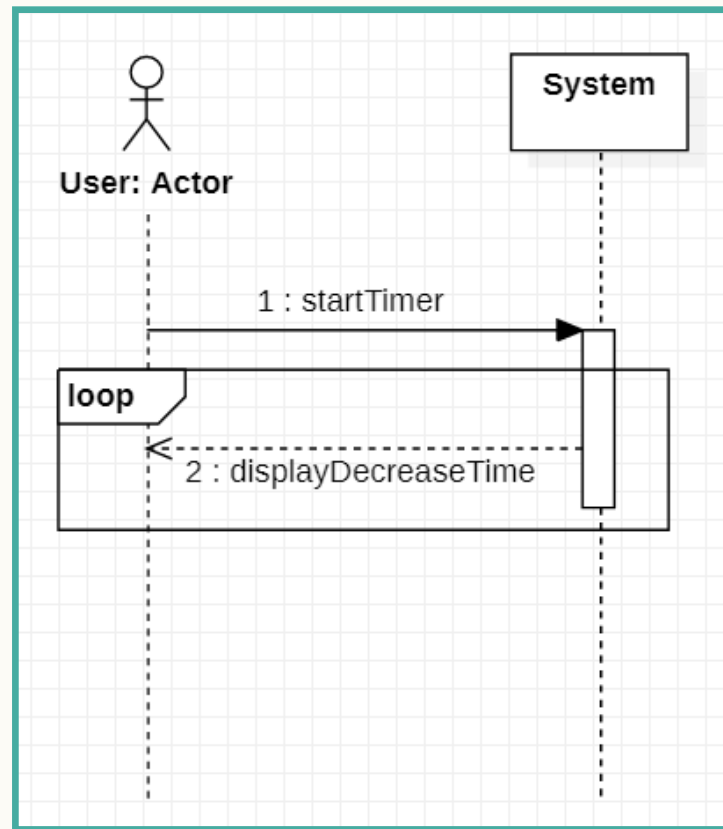 System
User: Actor
1 : startTimer
loop
2 : displayDecreaseTime